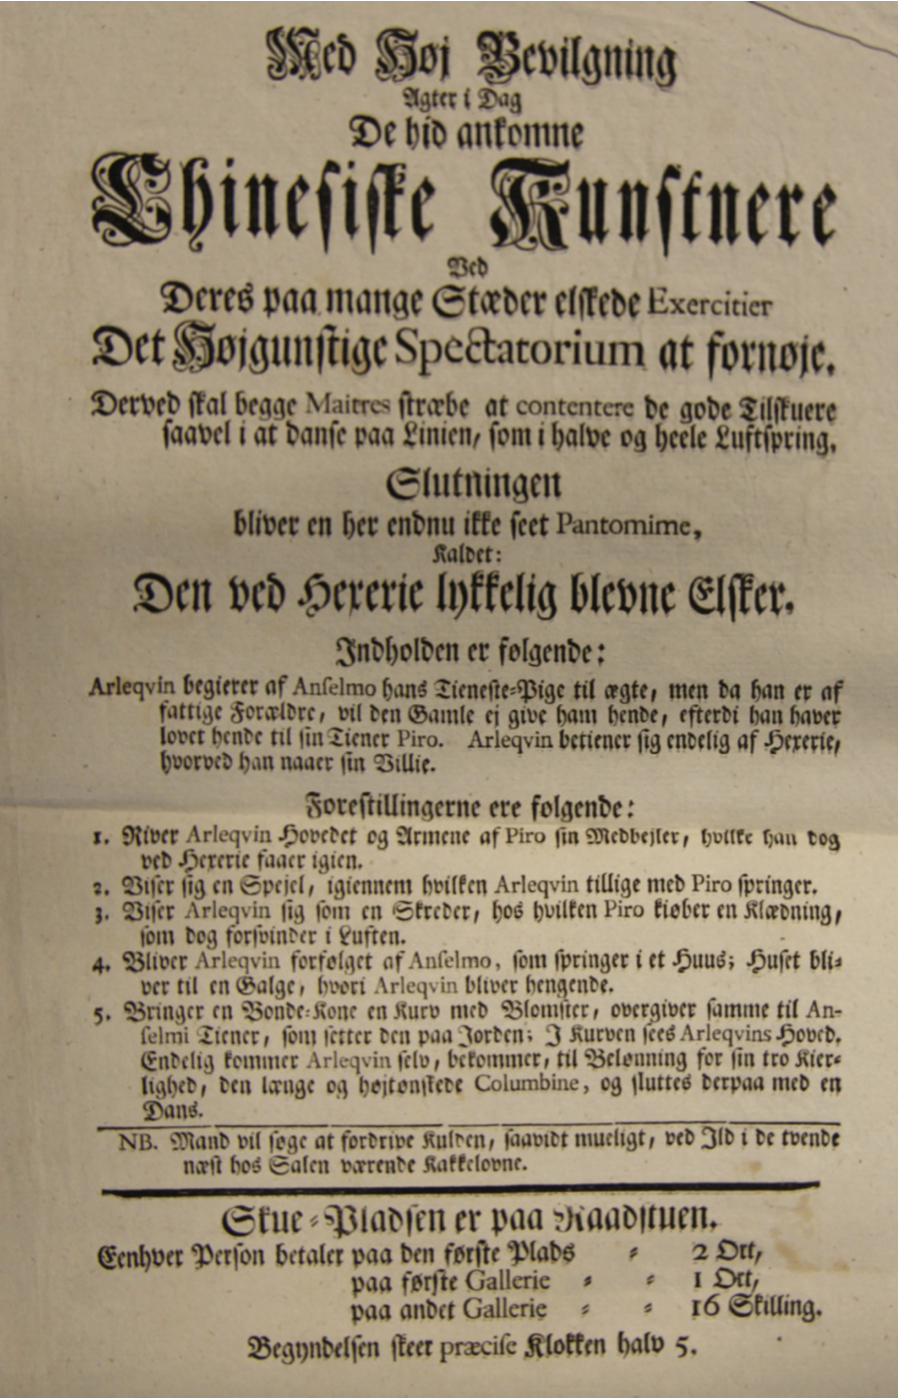 Med Høj Bevilgning
Agter i Dag
De hid ankomne
Chinesiske Kunstnere
Ved
Deres paa mange Stæder elskede Exercitier
Det Højgunstige Spectatorium at fornøje.
Derved skal begge Maitres stræbe at contentere de gode Tilskuere
saavel i at danse paa Linien, som i halve og heele Luftspring.
Slutningen
bliver en her endnu ikke seet Pantomime,
Kaldet:
Den ved Hexerie lykkelig blevne Elsker.
Indholden er følgende:
Arleqvin begierer af Anselmo hans Tieneste-Pige til ægte, men da han er af
fattige Forældre, vil den Gamle ej give ham hende, efterdi han haver
lovet hende til sin Tiener Piro. Arleqvin betiener sig endelig af Hexerie,
hvorved han naaer sin Villie.
Forestillingerne ere følgende:
1. River Arleqvin Hovedet og Armene af Piro sin Medbejler, hvilke han dog
ved Hexerie faaer igien.
2. Viser sig en Spejel, igiennem hvilken Arleqvin tillige med Piro springer.
3. Viser Arleqvin sig som en Skreder, hos hvilken Piro kiøber en Klædning,
som dog forsvinder i Luften.
4. Bliver Arleqvin forfølget af Anselmo, som springer i et Huus; Huset bli-
ver til en Galge, hvori Arleqvin bliver hengende.
5. Bringer en Bonde-Kone en Kurv med Blomster, overgiver samme til An-
selmi Tiener, som setter den paa Jorden; I Kurven sees Arleqvins Hoved.
Endelig kommer Arleqvin selv, bekommer, til Belønning for sin tro Kier-
lighed, den længe og højtønskede Columbine, og sluttes derpaa med en
Dans.
NB. Mand vil søge at fordrive Kulden, saavidt mueligt, ved Ild i de tvende
næst hos Salen værende Kakkelovne.
Skue-Pladsen er paa Raadstuen.
Eenhver Person betaler paa den første Plads - 2 Ort,
paa første Gallerie - - 1 Ort,
paa andet Gallerie - - 16 Skilling.
Begyndelsen skeer præcise Klokken halv 5.